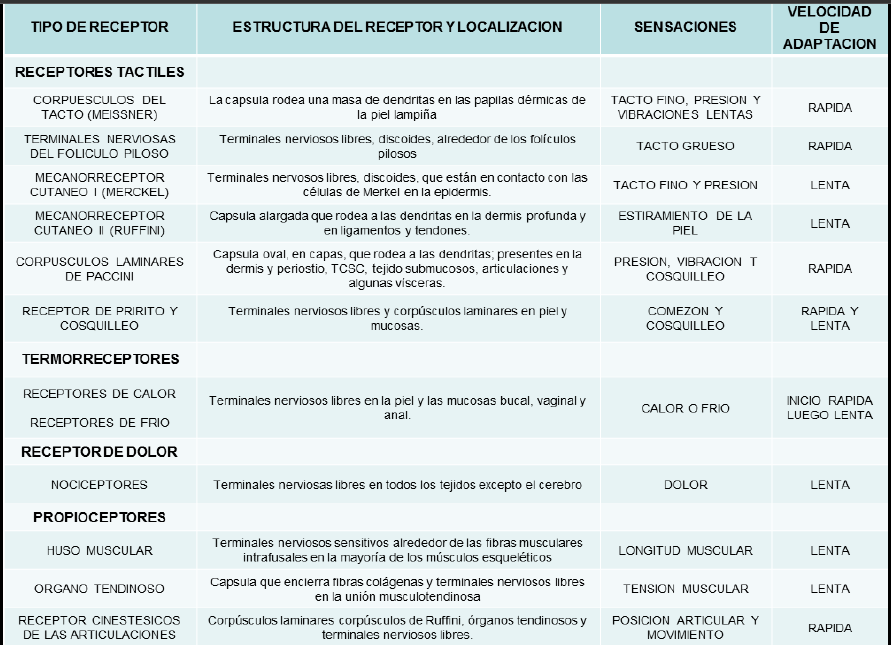 TIPO DE RECEPTOR
ESTRUCTURA DEL RECEPTOR Y LOCALIZACION
SENSACIONES
VELOCIDAD
DE
ADAPTACION
RECEPTORES TACTILES
CORPUESCULOS DEL
TACTO (MEISSNER)
La capsula rodea una masa de dendritas en las papilas dérmicas de
la piel lampiña
TACTO FINO, PRESION Y
VIBRACIONES LENTAS
RAPIDA
TERMINALES NERVIOSAS
DEL FOLICULO PILOSO
Terminales nerviosos libres, discoides, alrededor de los folículos
pilosos
TACTO GRUESO
RAPIDA
MECANORRECEPTOR
CUTANEO I (MERCKEL)
Terminales nervosos libres, discoides, que están en contacto con las
células de Merkel en la epidermis.
TACTO FINO Y PRESION
LENTA
MECANORRECEPTOR
CUTANEO II (RUFFINI)
Capsula alargada que rodea a las dendritas en la dermis profunda y
en ligamentos y tendones.
ESTIRAMIENTO DE LA
PIEL
LENTA
CORPUSCULOS LAMINARES
DE PACCINI
Capsula oval, en capas, que rodea a las dendritas; presentes en la
dermis y periostio, TCSC, tejido submucosos, articulaciones y
algunas vísceras.
PRESION, VIBRACION T
COSQUILLEO
RAPIDA
RECEPTOR DE PRIRITO Y
COSQUILLEO
Terminales nerviosos libres y corpúsculos laminares en piel y
mucosas.
COMEZON Y
COSQUILLEO
RAPIDA Y
LENTA
TERMORRECEPTORES
RECEPTORES DE CALOR
RECEPTORES DE FRIO
Terminales nerviosos libres en la piel y las mucosas bucal, vaginal y
anal.
CALOR O FRIO
INICIO RAPIDA
LUEGO LENTA
RECEPTOR DE DOLOR
NOCICEPTORES
Terminales nerviosas libres en todos los tejidos excepto el cerebro
DOLOR
LENTA
PROPIOCEPTORES
HUSO MUSCULAR
Terminales nerviosos sensitivos alrededor de las fibras musculares
intrafusales en la mayoría de los músculos esqueléticos
LONGITUD MUSCULAR
LENTA
ORGANO TENDINOSO
Capsula que encierra fibras colágenas y terminales nerviosos libres
en la unión musculotendinosa
TENSION MUSCULAR
LENTA
RECEPTOR CINESTESICOS
DE LAS ARTICULACIONES
Corpúsculos laminares corpúsculos de Ruffini, órganos tendinosos y
terminales nerviosos libres.
POSICION ARTICULAR Y
MOVIMIENTO
RAPIDA